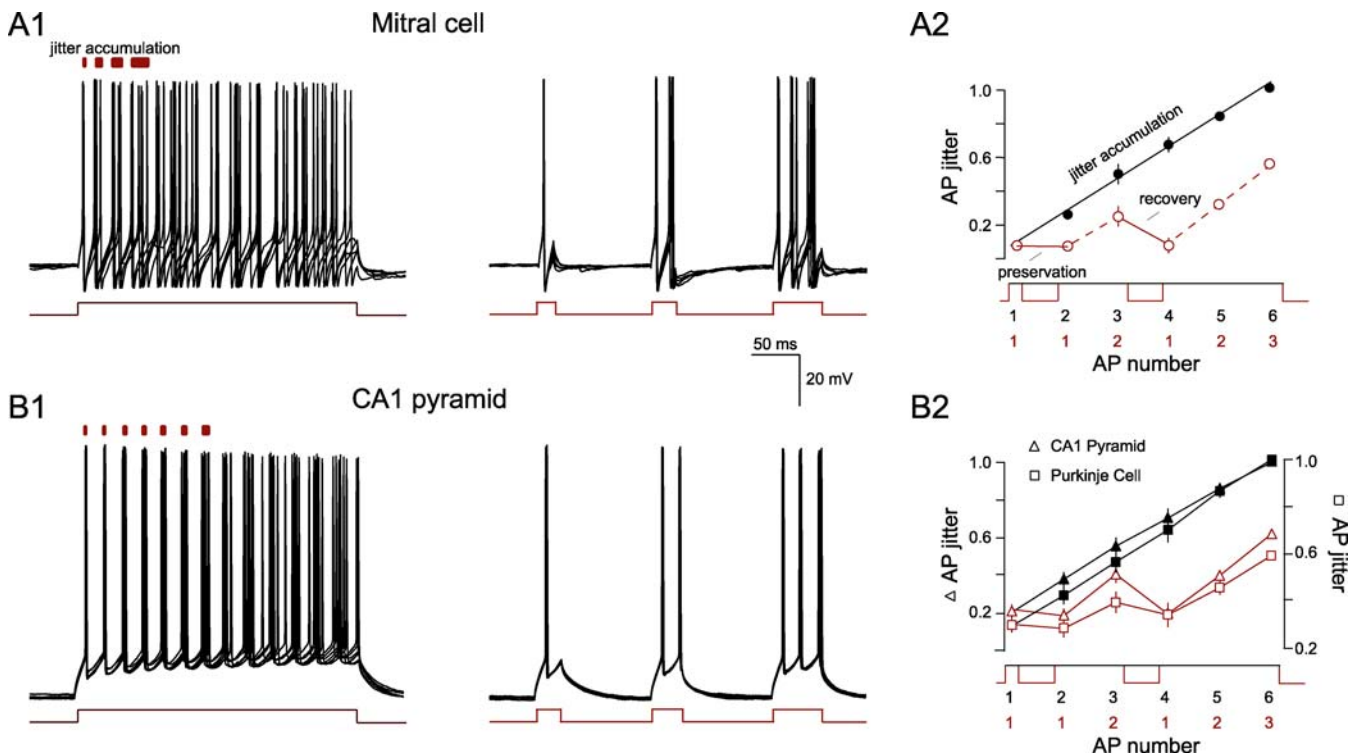 A1
Mitral cell
jitter accumulation
50 ms
20 mV
A2
1.0
0.6
0.2
AP jitter
jitter accumulation
recovery
preservation
1 2 3 4 5 6
1 1 2 1 2 3
AP number
B1
CA1 pyramid
B2
△ CA1 Pyramid
□ Purkinje Cell
1.0
0.6
0.2
△ AP jitter
1.0
0.6
0.2
□ AP jitter
1 2 3 4 5 6
1 1 2 1 2 3
AP number